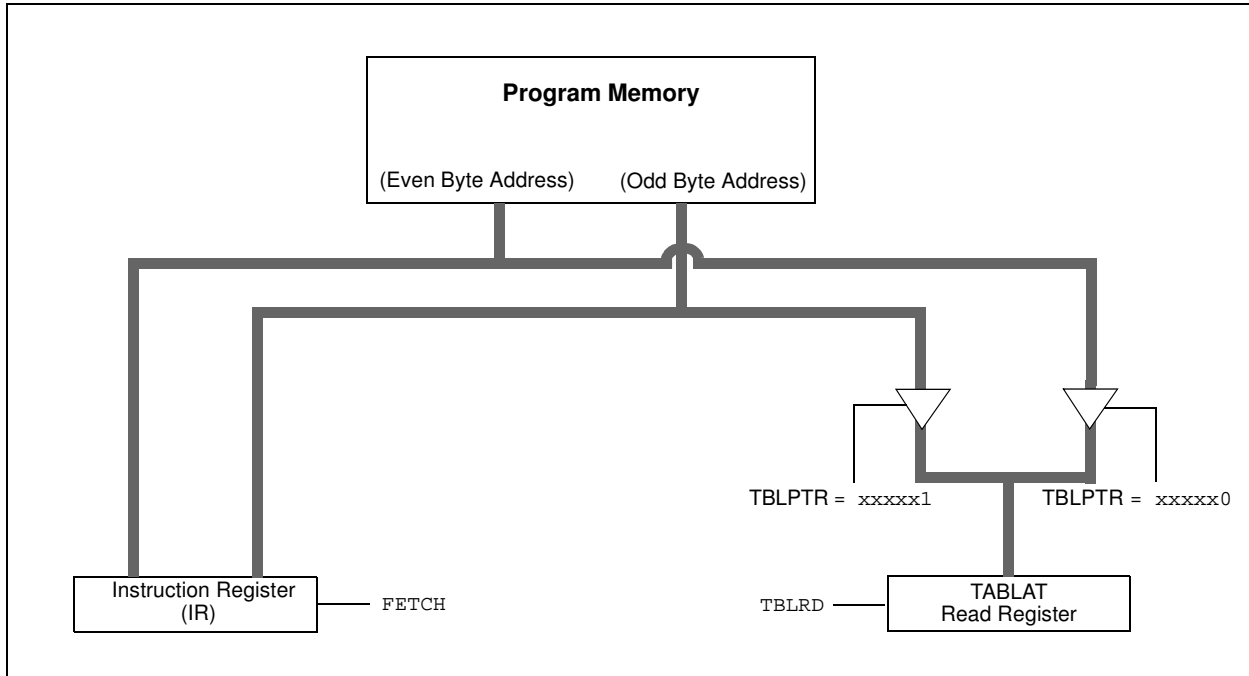 Program Memory
(Even Byte Address) (Odd Byte Address)
TBLPTR = xxxxx1 TBLPTR = xxxxx0
Instruction Register
(IR)
FETCH
TBLRD
TABLAT
Read Register